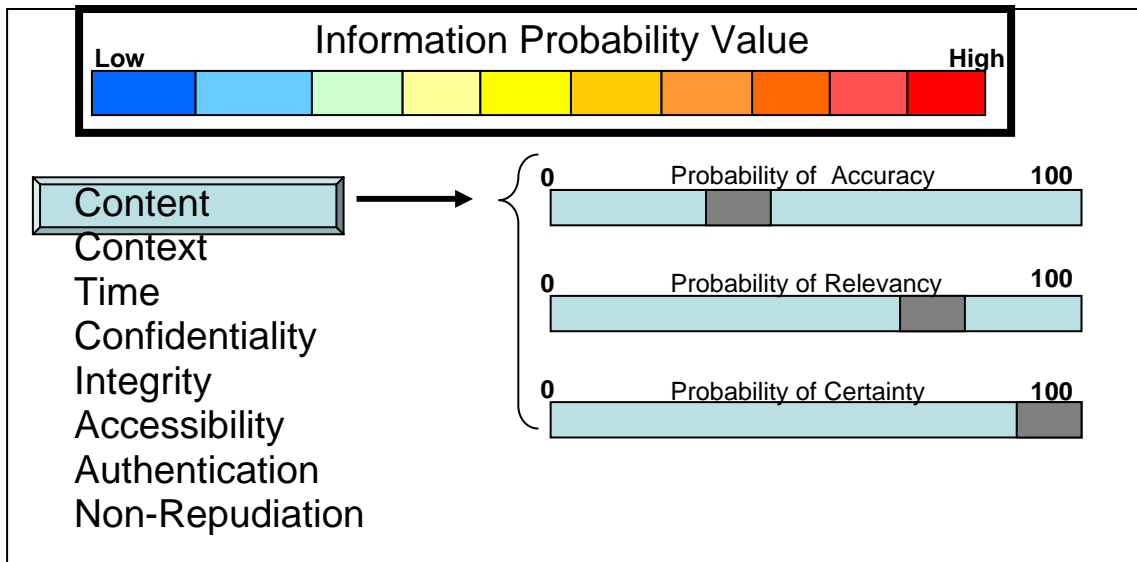 Information Probability Value
Low High
Content
Context
Time
Confidentiality
Integrity
Accessibility
Authentication
Non-Repudiation
0 Probability of Accuracy 100
0 Probability of Relevancy 100
0 Probability of Certainty 100